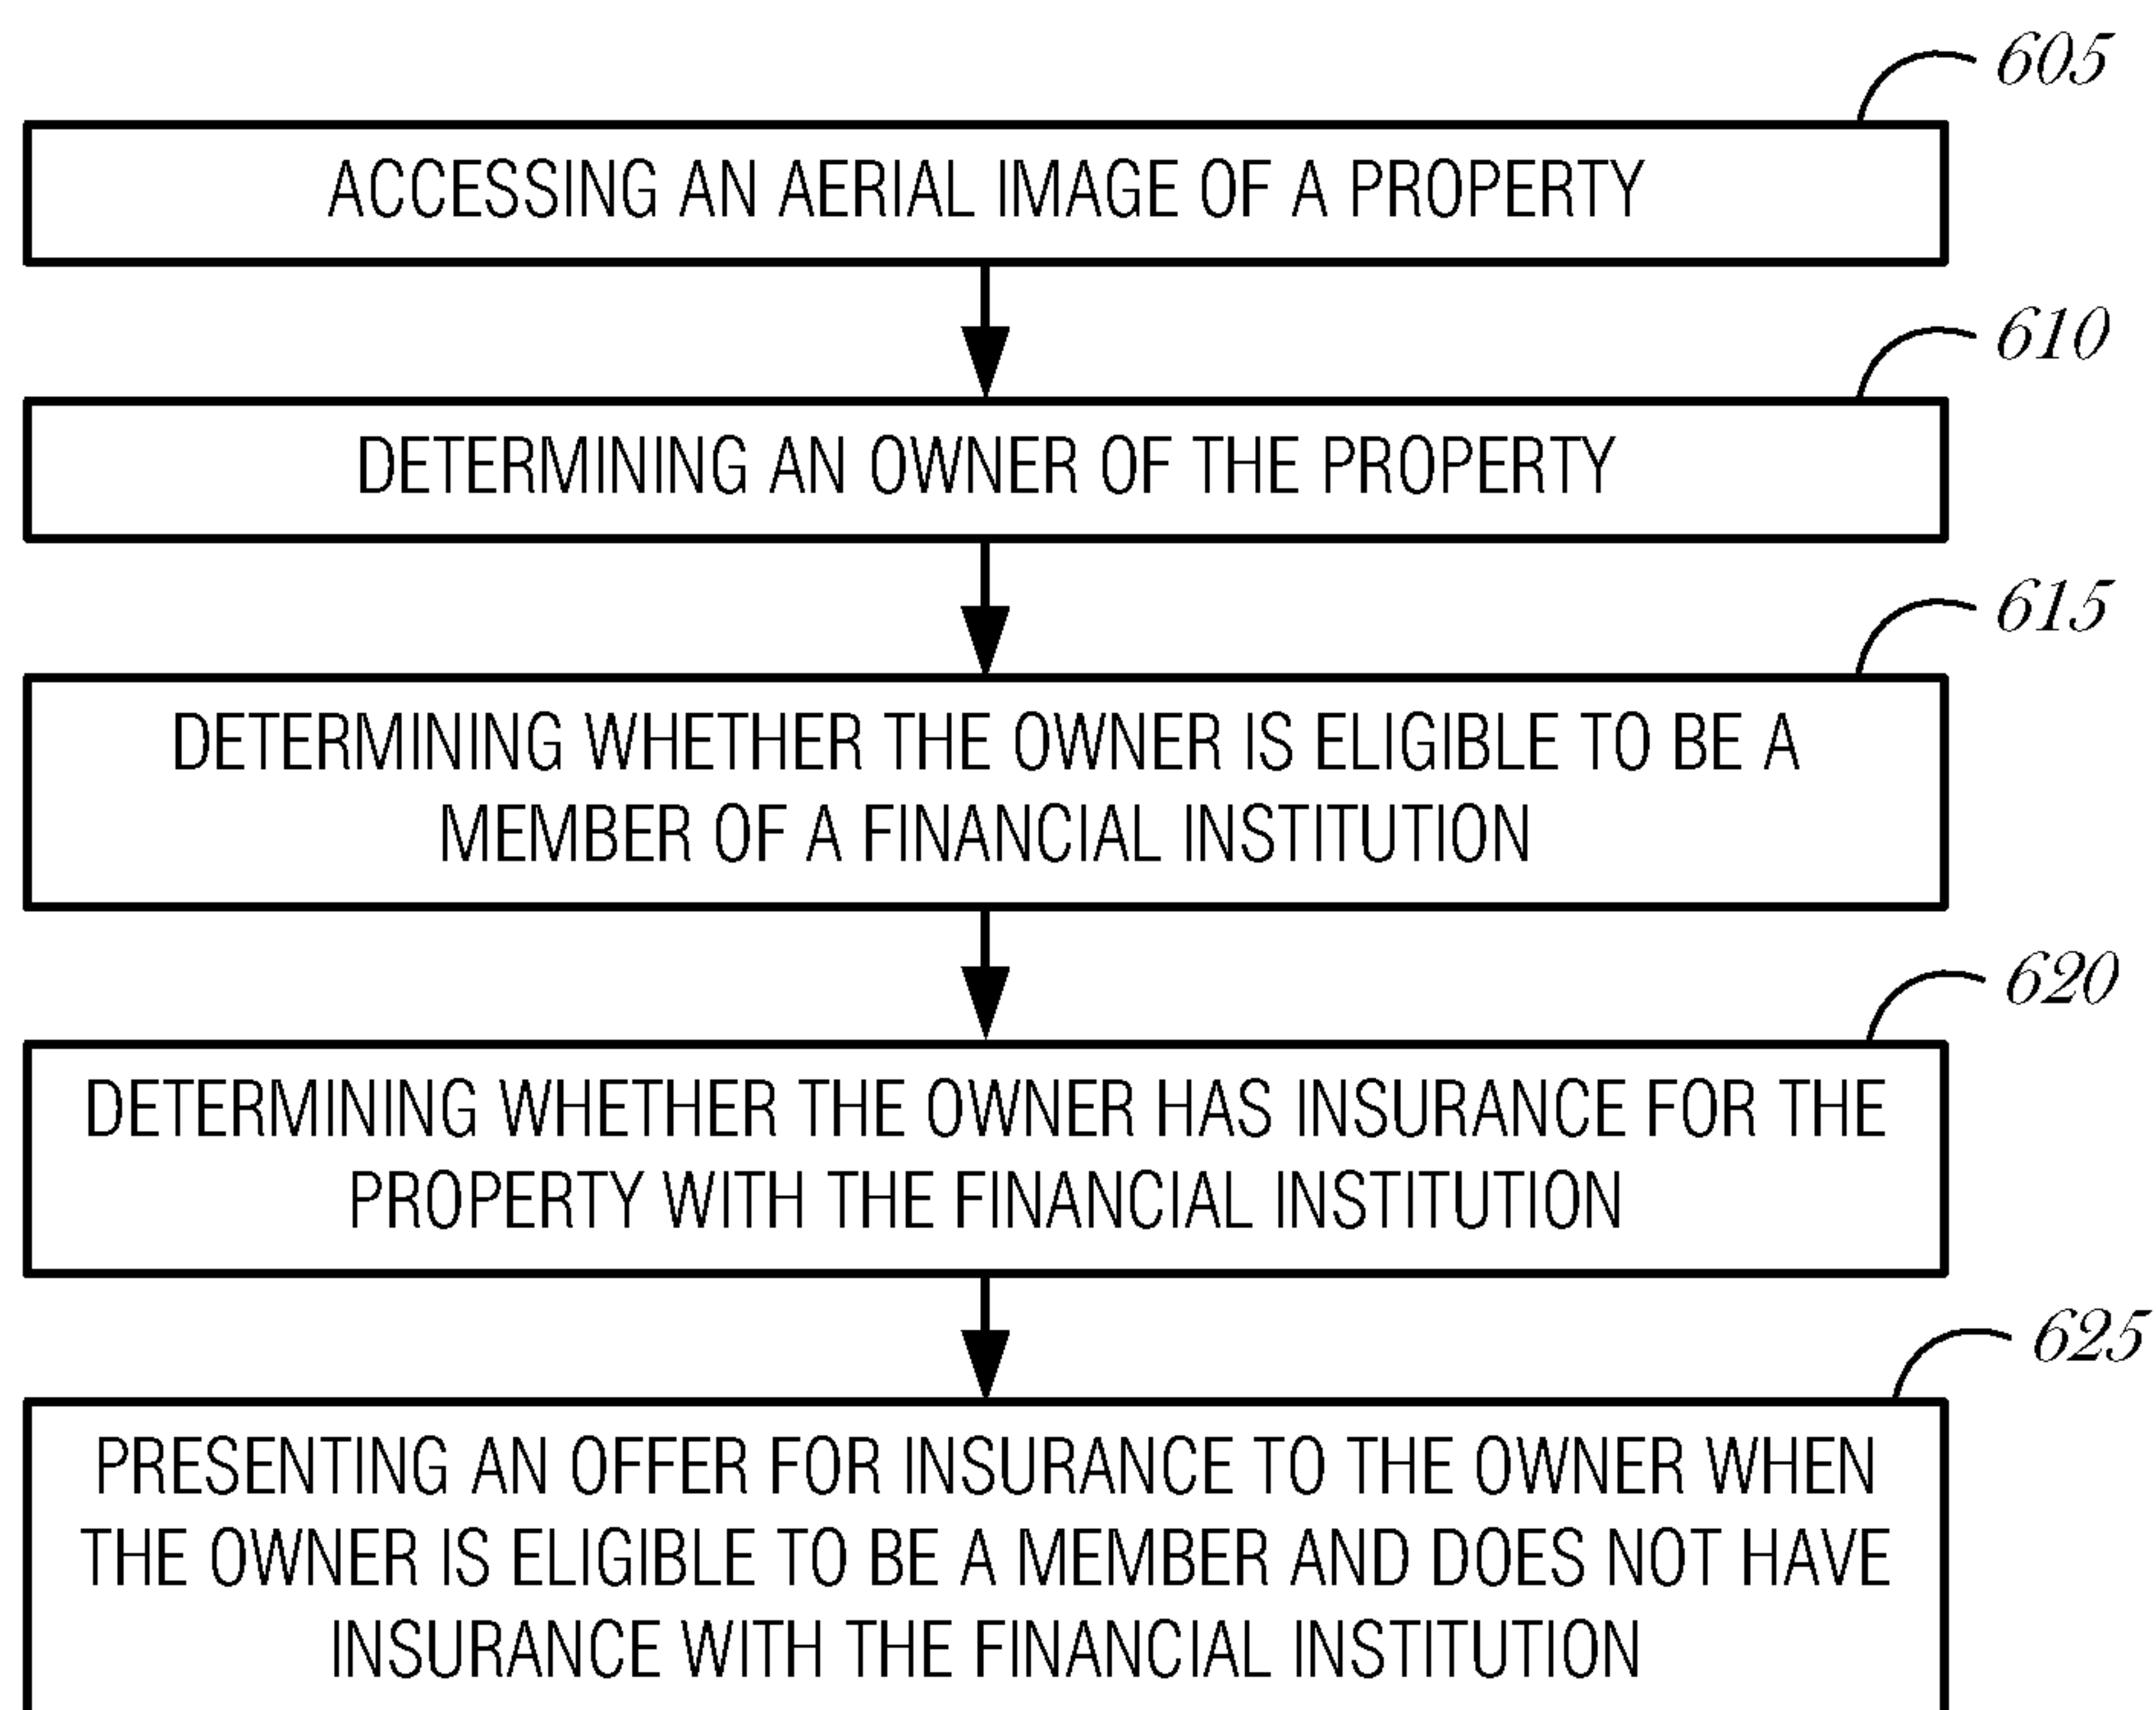 605
ACCESSING AN AERIAL IMAGE OF A PROPERTY
610
DETERMINING AN OWNER OF THE PROPERTY
615
DETERMINING WHETHER THE OWNER IS ELIGIBLE TO BE A
MEMBER OF A FINANCIAL INSTITUTION
620
DETERMINING WHETHER THE OWNER HAS INSURANCE FOR THE
PROPERTY WITH THE FINANCIAL INSTITUTION
625
PRESENTING AN OFFER FOR INSURANCE TO THE OWNER WHEN
THE OWNER IS ELIGIBLE TO BE A MEMBER AND DOES NOT HAVE
INSURANCE WITH THE FINANCIAL INSTITUTION